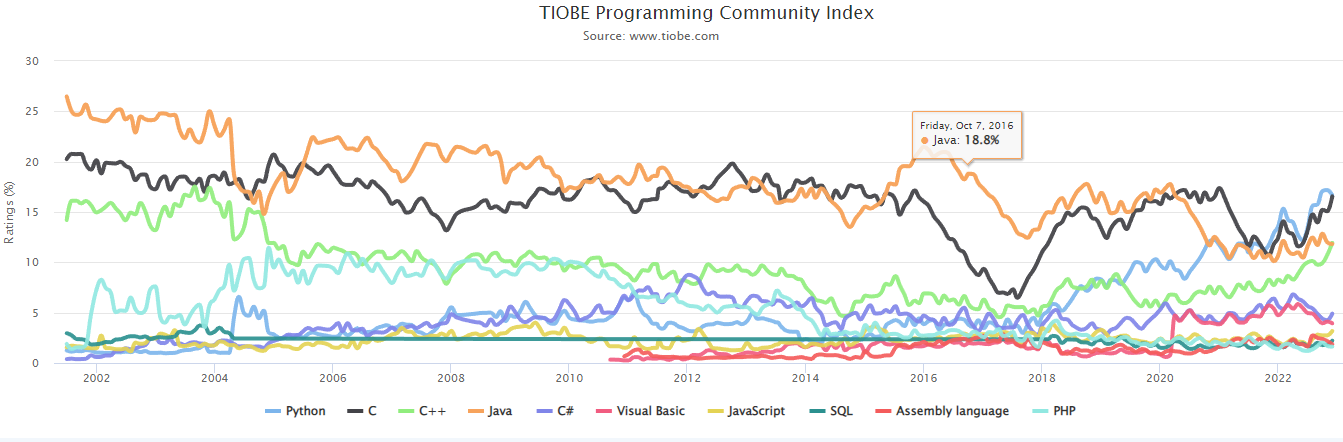 TIOBE Programming Community Index
Source: www.tiobe.com
Ratings (%)
30
25
20
15
10
5
0
Friday, Oct 7, 2016
Java: 18.8%
2002 2004 2006 2008 2010 2012 2014 2016 2018 2020 2022
Python C C++ Java C# Visual Basic JavaScript SQL Assembly language PHP